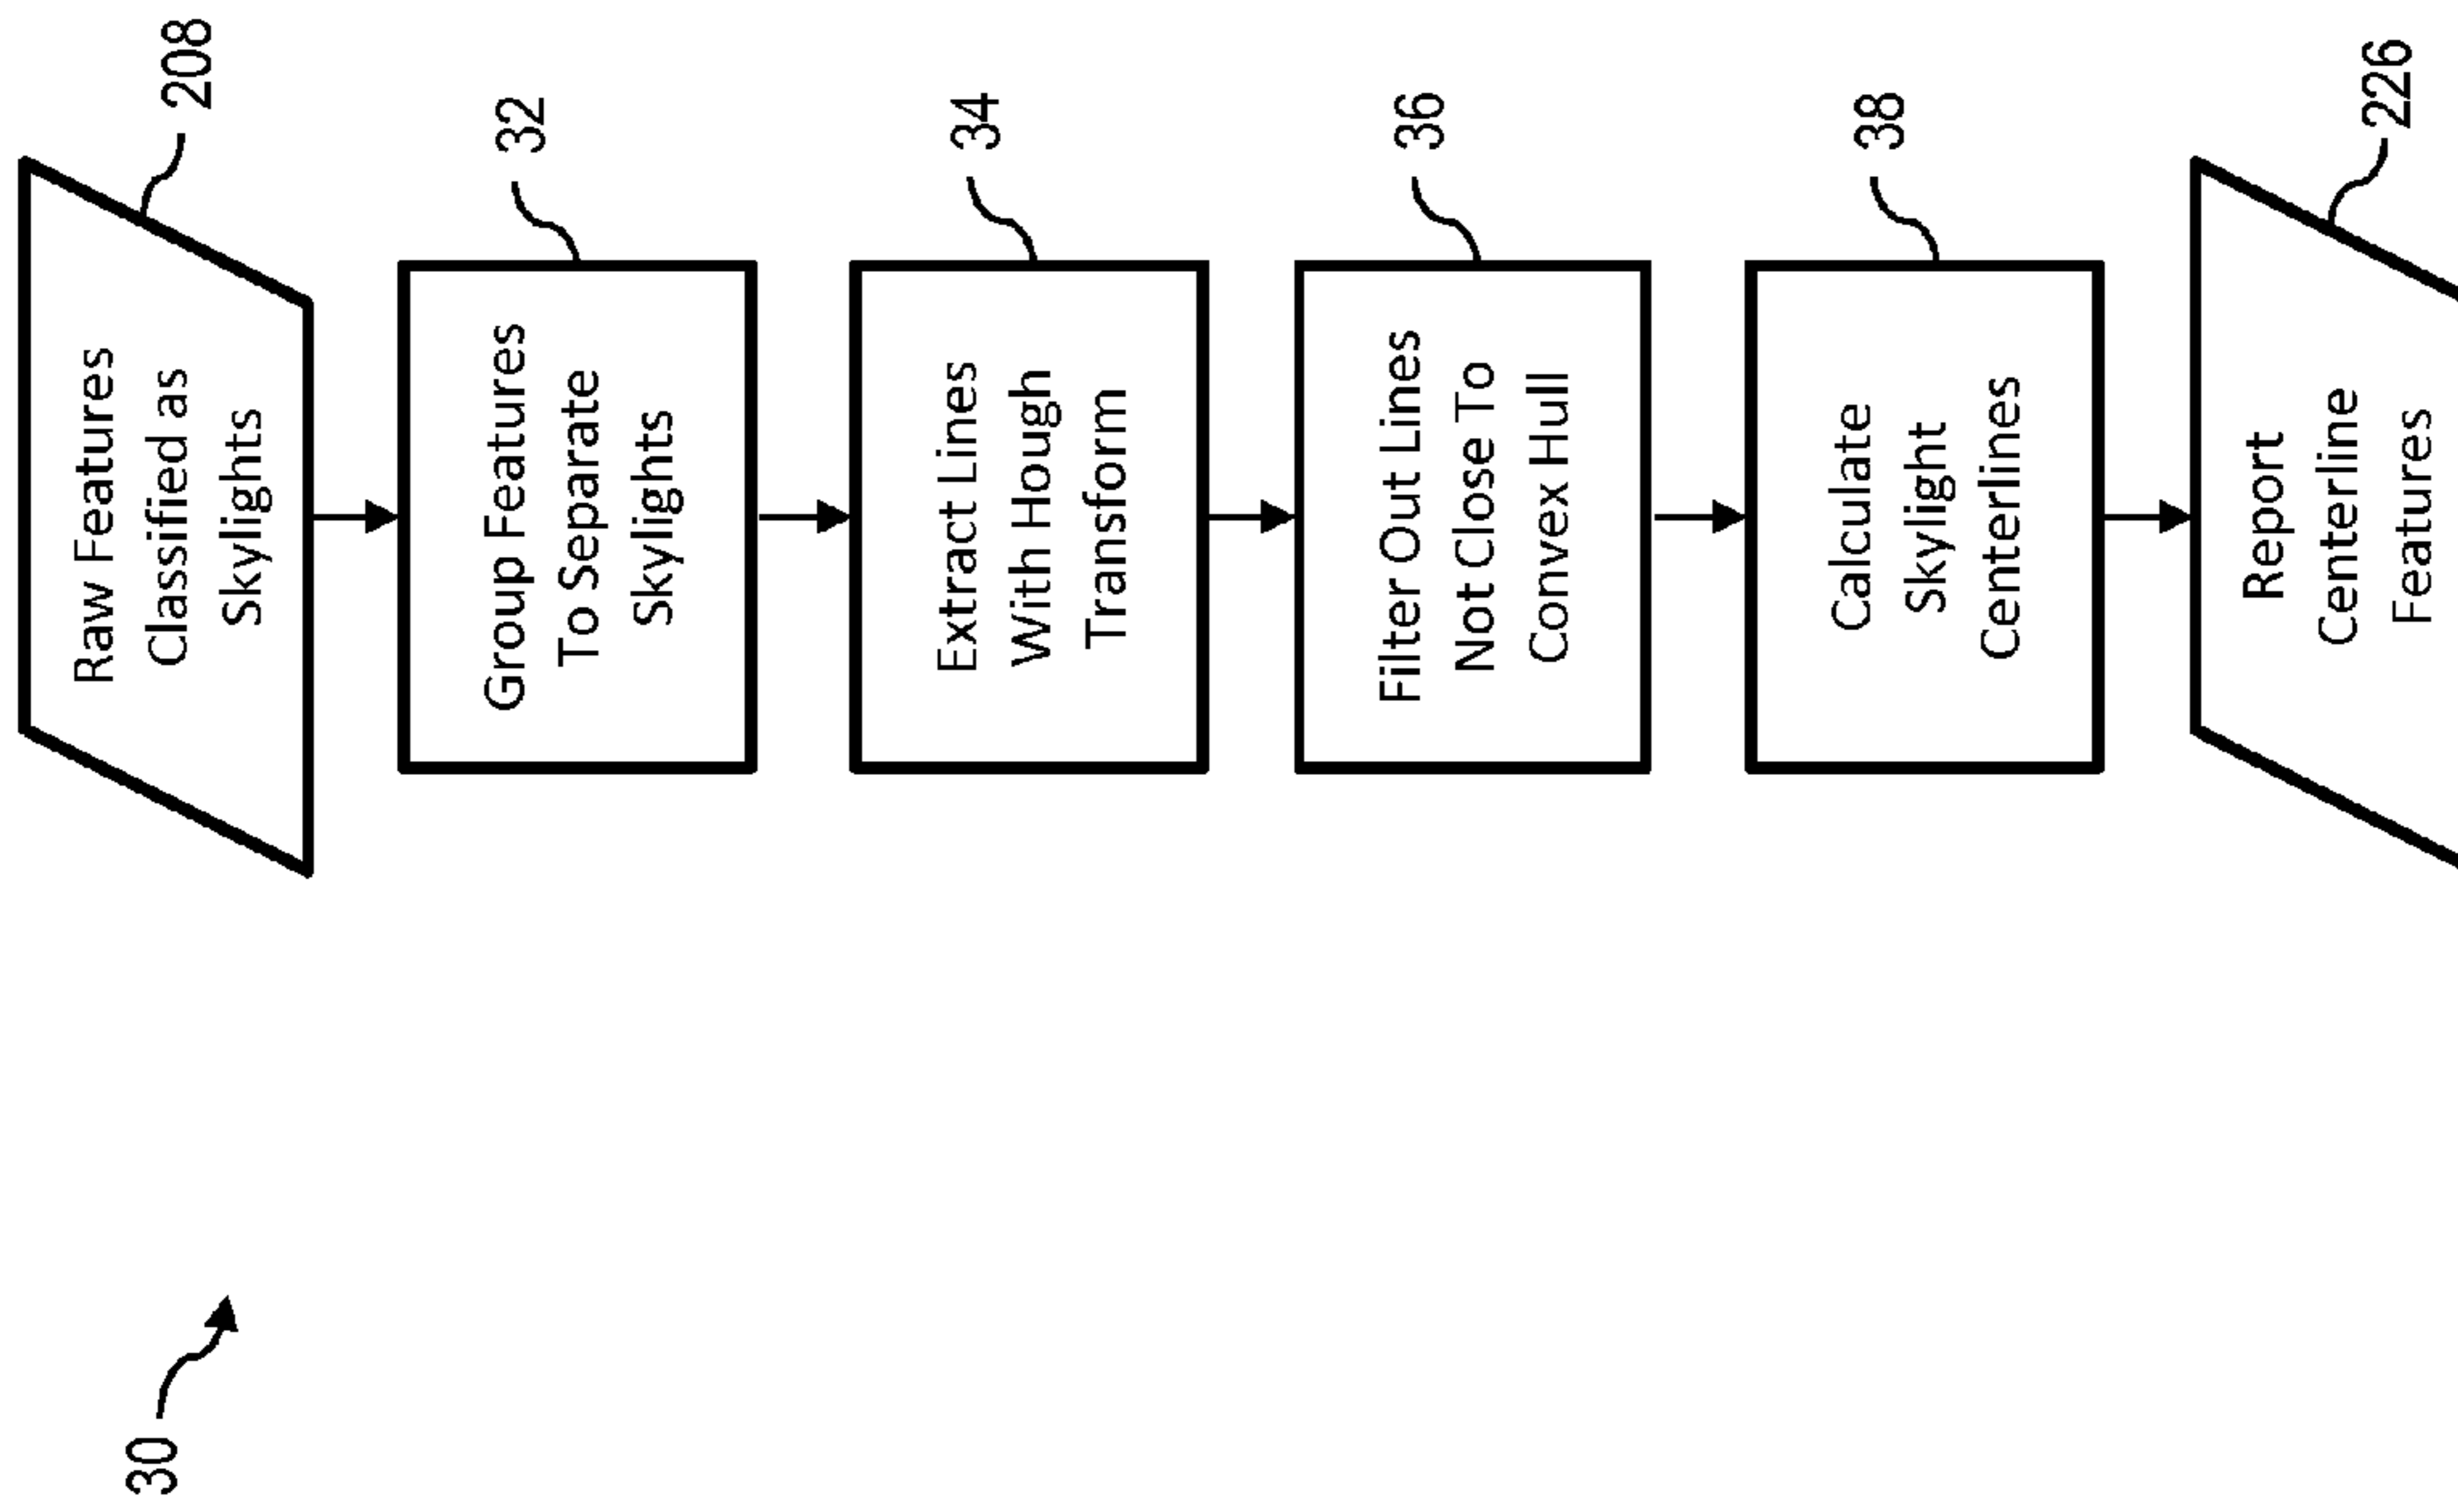 30
Raw Features
Classified as
Skylights
208
Group Features
To Separate
Skylights
32
Extract Lines
With Hough
Transform
34
Filter Out Lines
Not Close To
Convex Hull
36
Calculate
Skylight
Centerlines
38
Report
Centerline
Features
226